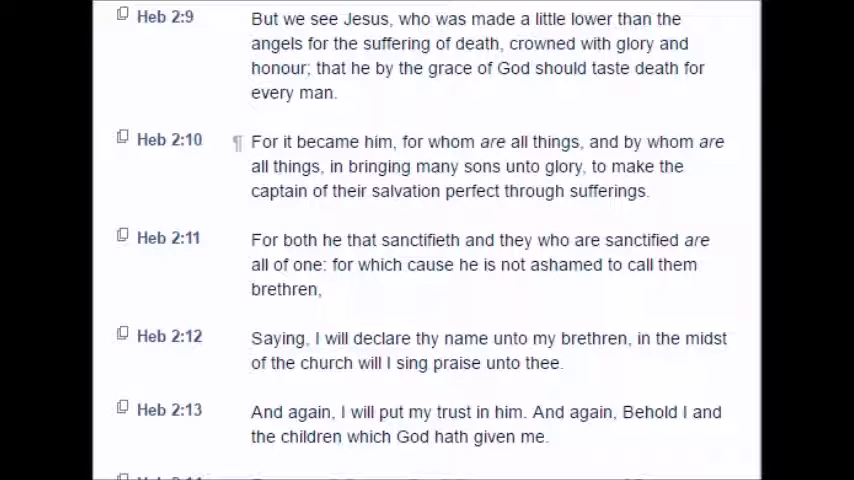 Heb 2:9 But we see Jesus, who was made a little lower than the
angels for the suffering of death, crowned with glory and
honour; that he by the grace of God should taste death for
every man.
Heb 2:10 ¶ For it became him, for whom are all things, and by whom are
all things, in bringing many sons unto glory, to make the
captain of their salvation perfect through sufferings.
Heb 2:11 For both he that sanctifieth and they who are sanctified are
all of one: for which cause he is not ashamed to call them
brethren,
Heb 2:12 Saying, I will declare thy name unto my brethren, in the midst
of the church will I sing praise unto thee.
Heb 2:13 And again, I will put my trust in him. And again, Behold I and
the children which God hath given me.